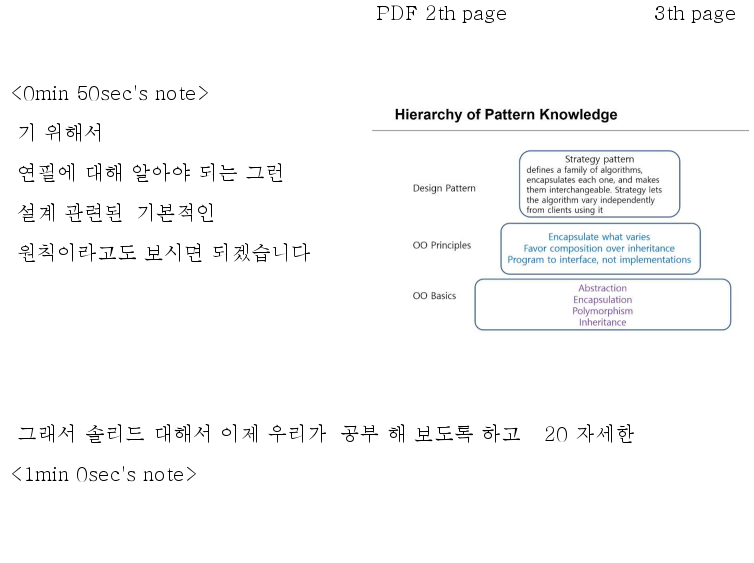 PDF 2th page
3th page
<0min 50sec's note>
기 위해서
연필에 대해 알아야 되는 그런
설계 관련된 기본적인
원칙이라고도 보시면 되겠습니다
Hierarchy of Pattern Knowledge
Design Pattern
Strategy pattern
defines a family of algorithms,
encapsulates each one, and makes
them interchangeable. Strategy lets
the algorithm vary independently
from clients using it
OO Principles
Encapsulate what varies
Favor composition over inheritance
Program to interface, not implementations
OO Basics
Abstraction
Encapsulation
Polymorphism
Inheritance
그래서 솔리드 대해서 이제 우리가 공부 해 보도록 하고 20 자세한
<1min 0sec's note>